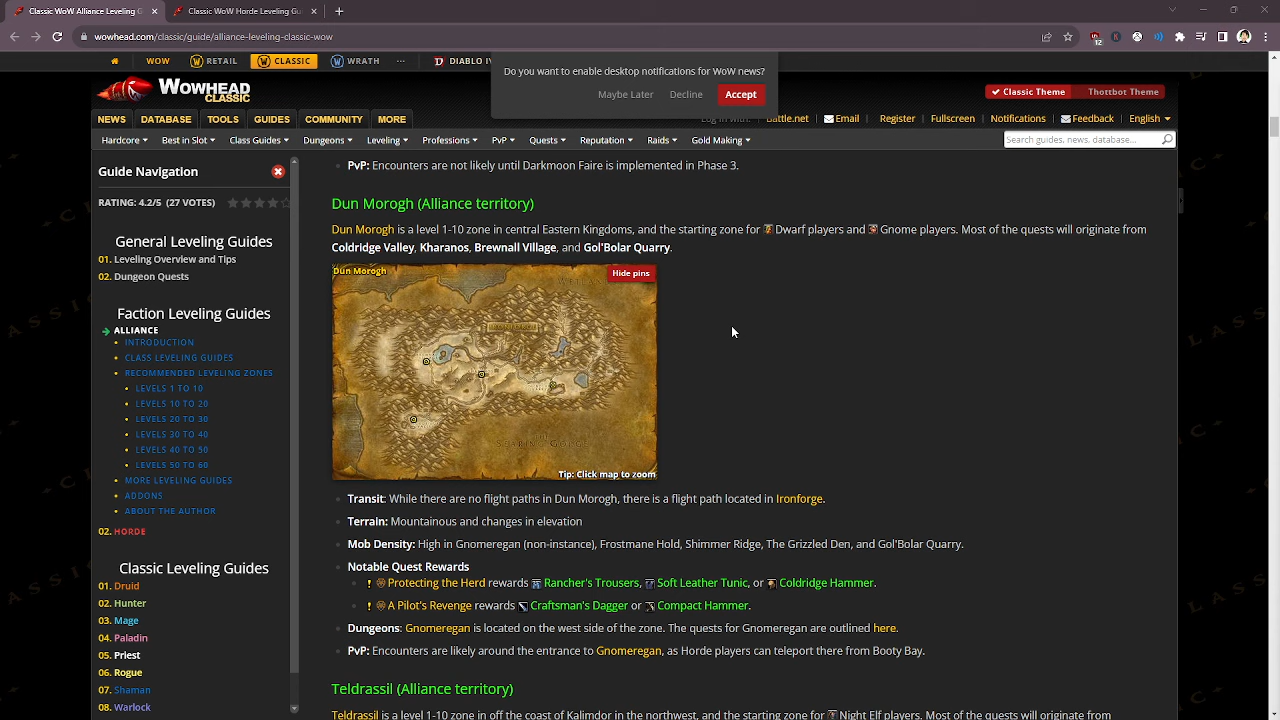 Classic WoW Alliance Leveling G
Classic WoW Horde Leveling Gui
wowhead.com/classic/guide/alliance-leveling-classic-wow
12
WOW
RETAIL
CLASSIC
WRATH
DIABLO IV
Do you want to enable desktop notifications for WoW news?
Maybe Later
Decline
Accept
WOWHEAD
CLASSIC
Classic Theme
Thottbot Theme
NEWS
DATABASE
TOOLS
GUIDES
COMMUNITY
MORE
Log in with:
Battle.net
Email
Register
Fullscreen
Notifications
Feedback
English
Hardcore
Best in Slot
Class Guides
Dungeons
Leveling
Professions
PvP
Quests
Reputation
Raids
Gold Making
Search guides, news, database...
Guide Navigation
RATING: 4.2/5 (27 VOTES)
General Leveling Guides
01. Leveling Overview and Tips
02. Dungeon Quests
Faction Leveling Guides
ALLIANCE
INTRODUCTION
CLASS LEVELING GUIDES
RECOMMENDED LEVELING ZONES
LEVELS 1 TO 10
LEVELS 10 TO 20
LEVELS 20 TO 30
LEVELS 30 TO 40
LEVELS 40 TO 50
LEVELS 50 TO 60
MORE LEVELING GUIDES
ADDONS
ABOUT THE AUTHOR
02. HORDE
Classic Leveling Guides
01. Druid
02. Hunter
03. Mage
04. Paladin
05. Priest
06. Rogue
07. Shaman
08. Warlock
PvP: Encounters are not likely until Darkmoon Faire is implemented in Phase 3.
Dun Morogh (Alliance territory)
Dun Morogh is a level 1-10 zone in central Eastern Kingdoms, and the starting zone for Dwarf players and Gnome players. Most of the quests will originate from
Coldridge Valley, Kharanos, Brewnall Village, and Gol'Bolar Quarry.
Dun Morogh
Hide pins
Tip: Click map to zoom
Transit: While there are no flight paths in Dun Morogh, there is a flight path located in Ironforge.
Terrain: Mountainous and changes in elevation
Mob Density: High in Gnomeregan (non-instance), Frostmane Hold, Shimmer Ridge, The Grizzled Den, and Gol'Bolar Quarry.
Notable Quest Rewards
Protecting the Herd rewards Rancher's Trousers, Soft Leather Tunic, or Coldridge Hammer.
A Pilot's Revenge rewards Craftsman's Dagger or Compact Hammer.
Dungeons: Gnomeregan is located on the west side of the zone. The quests for Gnomeregan are outlined here.
PvP: Encounters are likely around the entrance to Gnomeregan, as Horde players can teleport there from Booty Bay.
Teldrassil (Alliance territory)
Teldrassil is a level 1-10 zone in off the coast of Kalimdor in the northwest, and the starting zone for Night Elf players. Most of the quests will originate from